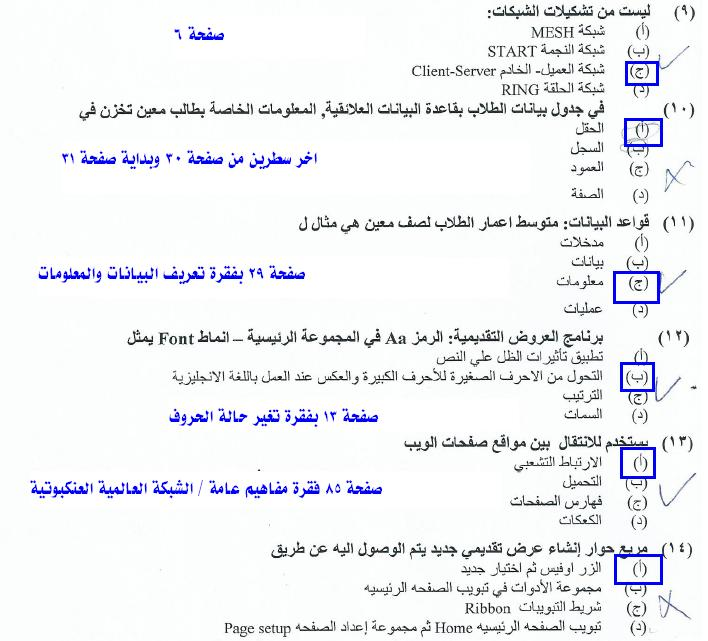 (٩) ليست من تشكيلات الشبكات:
(أ) شبكة MESH
صفحة ٦
(ب) شبكة النجمة START
(ج) شبكة العميل- الخادم Client-Server
(د) شبكة الحلقة RING
(١٠) في جدول بيانات الطلاب بقاعدة البيانات العلائقية, المعلومات الخاصة بطالب معين تخزن في
(أ) الحقل
(ب) السجل
اخر سطرين من صفحة ٣٠ وبداية صفحة ٣١
(ج) العمود
(د) الصفة
(١١) قواعد البيانات: متوسط اعمار الطلاب لصف معين هي مثال ل
(أ) مدخلات
(ب) بيانات
صفحة ٢٩ بفقرة تعريف البيانات والمعلومات
(ج) معلومات
(د) عمليات
(١٢) برنامج العروض التقديمية: الرمز Aa في المجموعة الرئيسية – انماط Font يمثل
(أ) تطبيق تأثيرات الظل علي النص
(ب) التحول من الاحرف الصغيرة للأحرف الكبيرة والعكس عند العمل باللغة الانجليزية
(ج) الترتيب
(د) السمات
صفحة ١٣ بفقرة تغير حالة الحروف
(١٣) يستخدم للانتقال بين مواقع صفحات الويب
(أ) الارتباط التشعبي
(ب) التحميل
صفحة ٨٥ فقرة مفاهيم عامة / الشبكة العالمية العنكبوتية
(ج) فهارس الصفحات
(د) الكعكات
(١٤) مربع حوار إنشاء عرض تقديمي جديد يتم الوصول اليه عن طريق
(أ) الزر اوفيس ثم اختيار جديد
(ب) مجموعة الأدوات في تبويب الصفحه الرئيسيه
(ج) شريط التبويبات Ribbon
(د) تبويب الصفحه الرئيسيه Home ثم مجموعة إعداد الصفحه Page setup